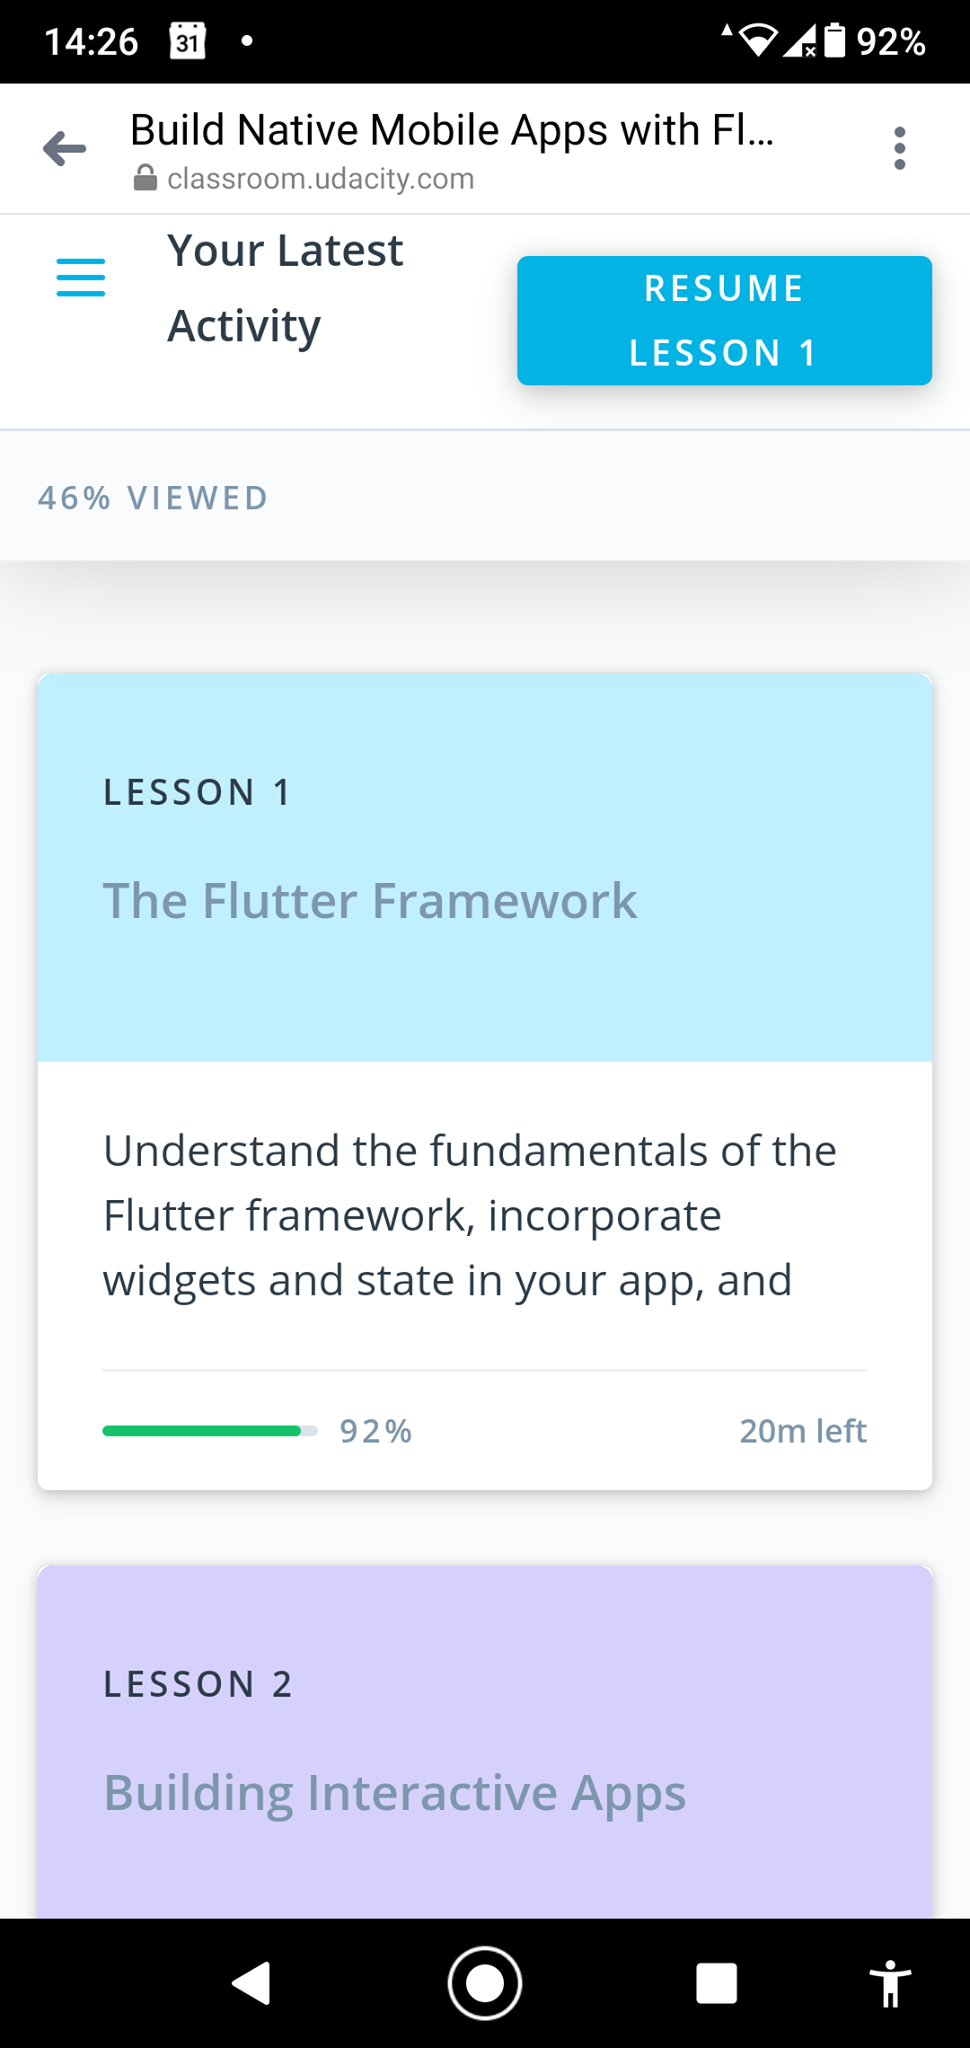 14:26 31 92%
Build Native Mobile Apps with Fl...
classroom.udacity.com
Your Latest
Activity
RESUME
LESSON 1
46% VIEWED
LESSON 1
The Flutter Framework
Understand the fundamentals of the
Flutter framework, incorporate
widgets and state in your app, and
92% 20m left
LESSON 2
Building Interactive Apps